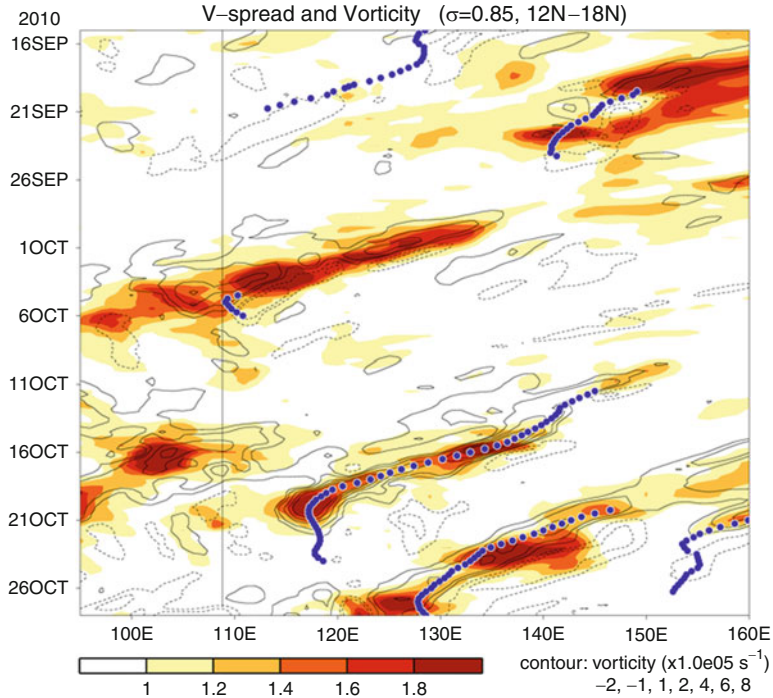 2010
V−spread and Vorticity (σ=0.85, 12N−18N)
16SEP
21SEP
26SEP
1OCT
6OCT
11OCT
16OCT
21OCT
26OCT
100E 110E 120E 130E 140E 150E 160E
1 1.2 1.4 1.6 1.8
contour: vorticity (x1.0e05 s⁻¹)
−2, −1, 1, 2, 4, 6, 8